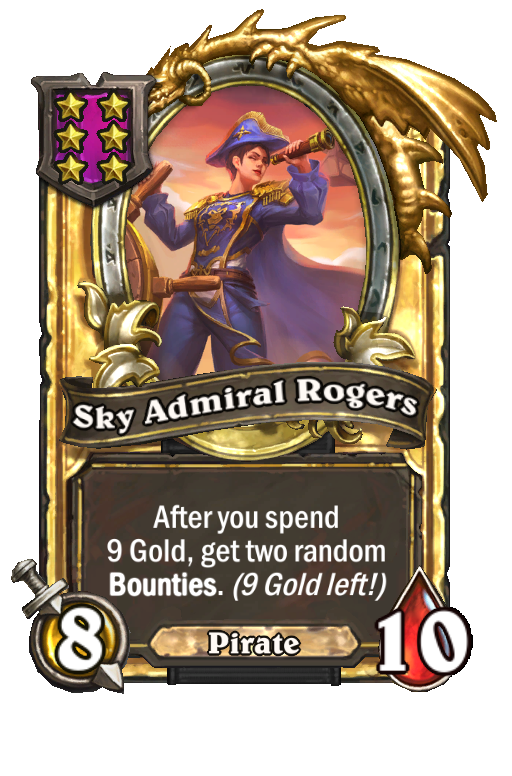 Sky Admiral Rogers
After you spend
9 Gold, get two random
Bounties. (9 Gold left!)
8
Pirate
10